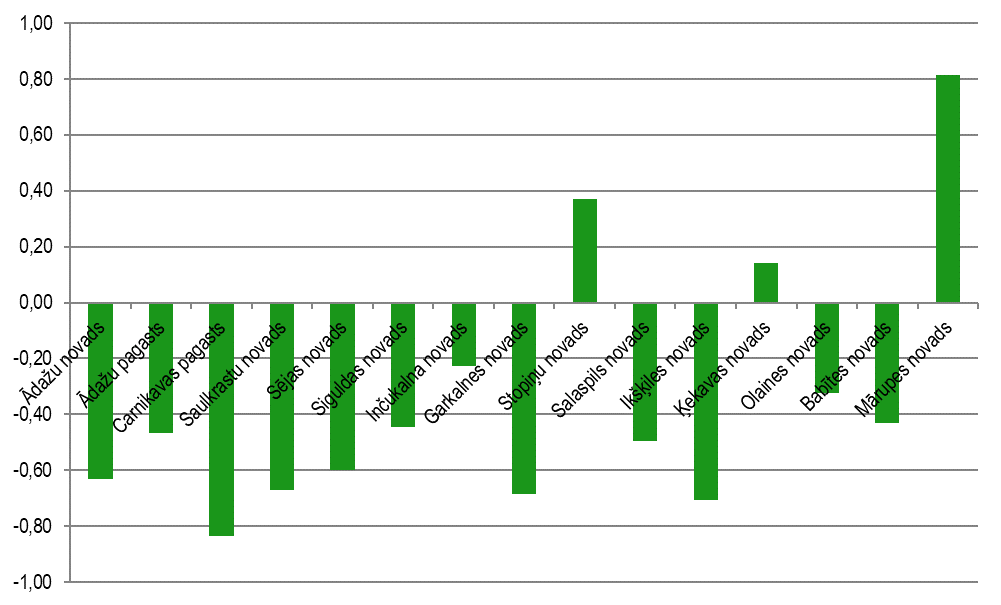 1,00
0,80
0,60
0,40
0,20
0,00
-0,20
-0,40
-0,60
-0,80
-1,00
Ādažu novads
Ādažu pagasts
Carnikavas pagasts
Saulkrastu novads
Sējas novads
Siguldas novads
Inčukalna novads
Garkalnes novads
Stopiņu novads
Salaspils novads
Ikšķiles novads
Ķekavas novads
Olaines novads
Babītes novads
Mārupes novads